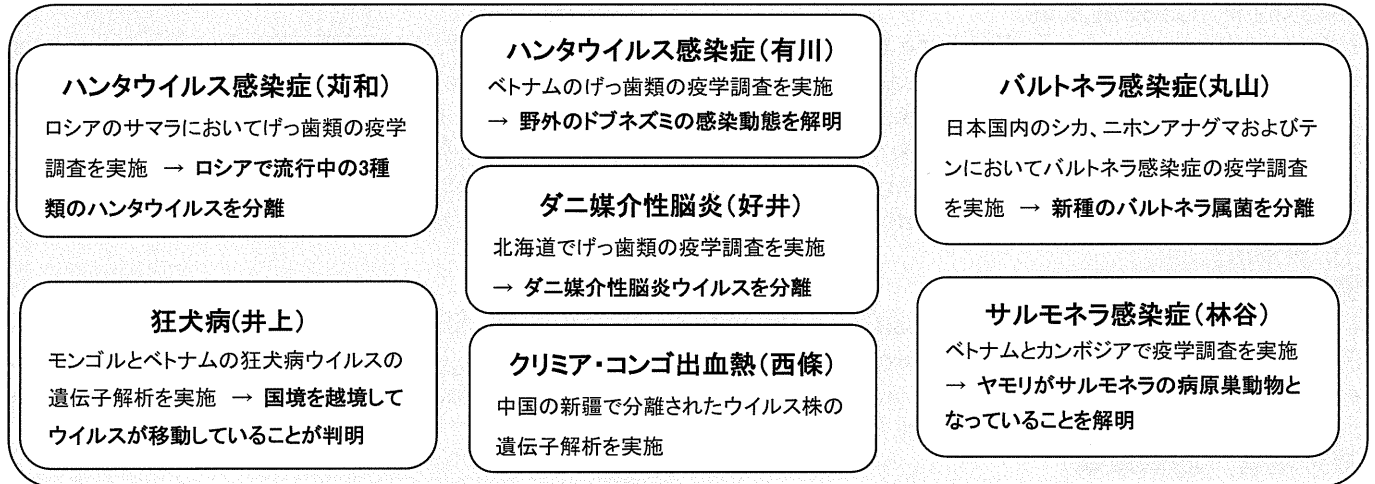 ハンタウイルス感染症(苅和)
ロシアのサマラにおいてげっ歯類の疫学
調査を実施 → ロシアで流行中の3種
類のハンタウイルスを分離
狂犬病(井上)
モンゴルとベトナムの狂犬病ウイルスの
遺伝子解析を実施 → 国境を越境して
ウイルスが移動していることが判明
ハンタウイルス感染症(有川)
ベトナムのげっ歯類の疫学調査を実施
→ 野外のドブネズミの感染動態を解明
ダニ媒介性脳炎(好井)
北海道でげっ歯類の疫学調査を実施
→ ダニ媒介性脳炎ウイルスを分離
クリミア・コンゴ出血熱(西條)
中国の新疆で分離されたウイルス株の
遺伝子解析を実施
バルトネラ感染症(丸山)
日本国内のシカ、ニホンアナグマおよびテ
ンにおいてバルトネラ感染症の疫学調査
を実施 → 新種のバルトネラ属菌を分離
サルモネラ感染症(林谷)
ベトナムとカンボジアで疫学調査を実施
→ ヤモリがサルモネラの病原巣動物と
なっていることを解明